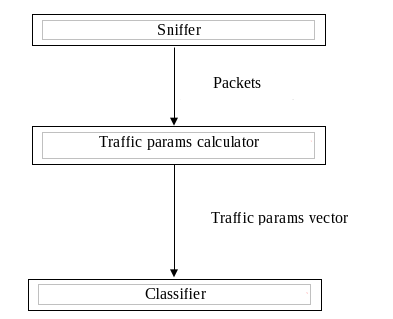 Sniffer
Packets
Traffic params calculator
Traffic params vector
Classifier